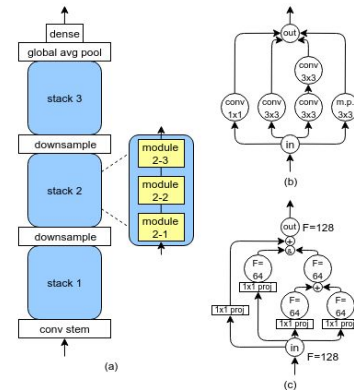 dense
global avg pool
stack 3
downsample
stack 2
downsample
stack 1
conv stem
module
2-3
module
2-2
module
2-1
(a)
out
conv
3x3
conv
1x1
conv
3x3
conv
3x3
m.p.
3x3
in
(b)
out
F=128
+
&
F=
64
F=
64
1x1 proj
+
F=
64
F=
64
1x1 proj
1x1 proj
1x1 proj
in
F=128
(c)